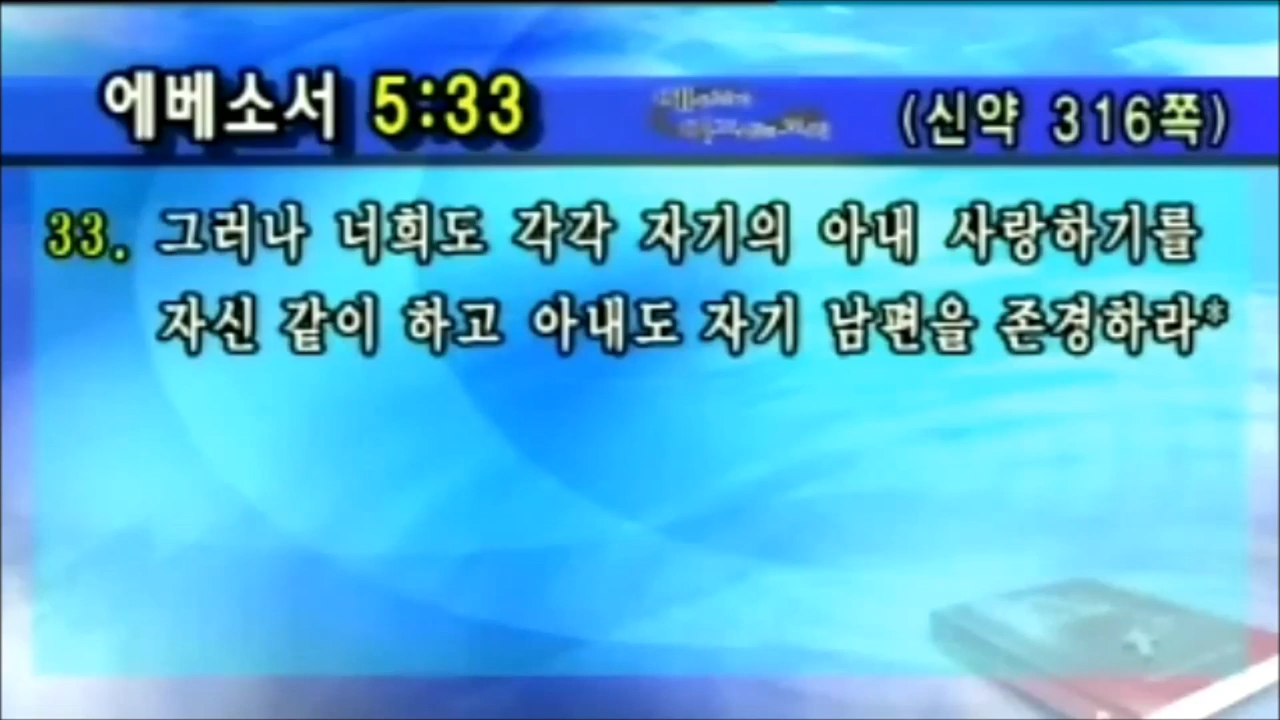 에베소서 5:33
(신약 316쪽)
33. 그러나 너희도 각각 자기의 아내 사랑하기를
자신 같이 하고 아내도 자기 남편을 존경하라*